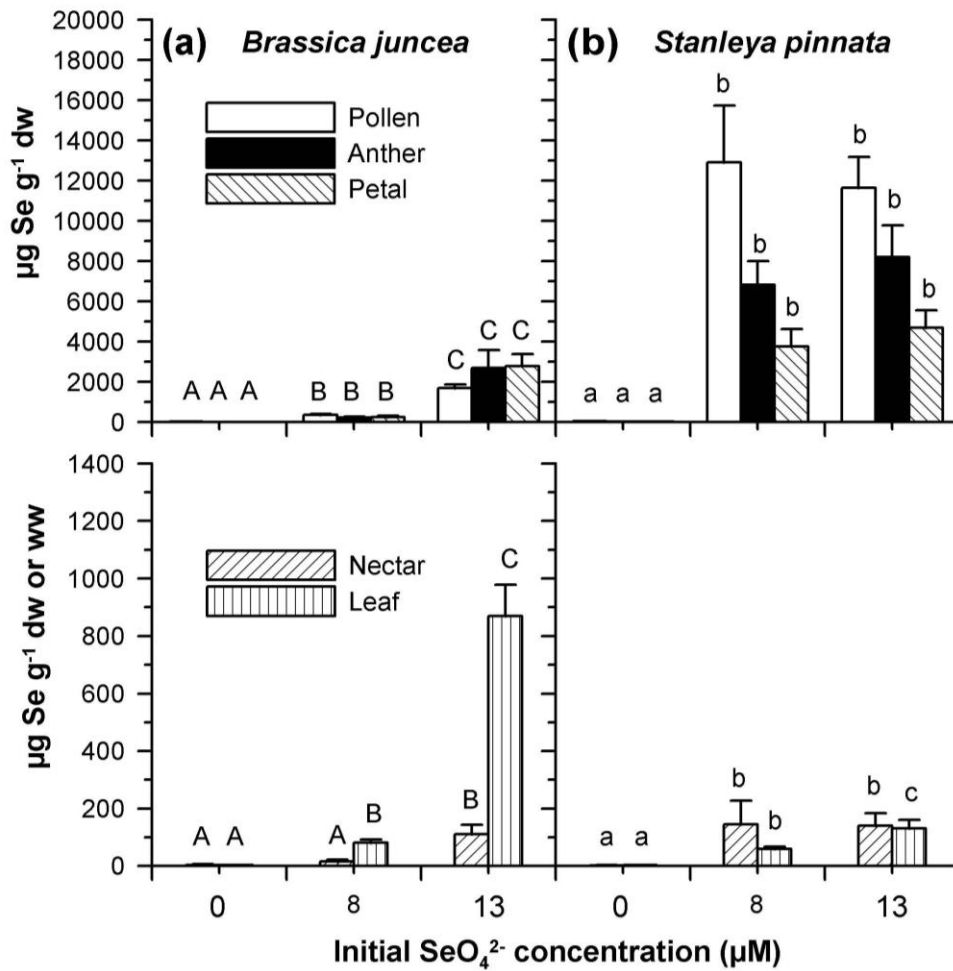 (a) Brassica juncea
(b) Stanleya pinnata
µg Se g⁻¹ dw
20000
18000
16000
14000
12000
10000
8000
6000
4000
2000
0
Pollen
Anther
Petal
A A A
B B B
C C C
a a a
b b b
b b b
µg Se g⁻¹ dw or ww
1400
1200
1000
800
600
400
200
0
Nectar
Leaf
A A
A B
B C
a a
b b
b c
0 8 13 0 8 13
Initial SeO₄²⁻ concentration (µM)